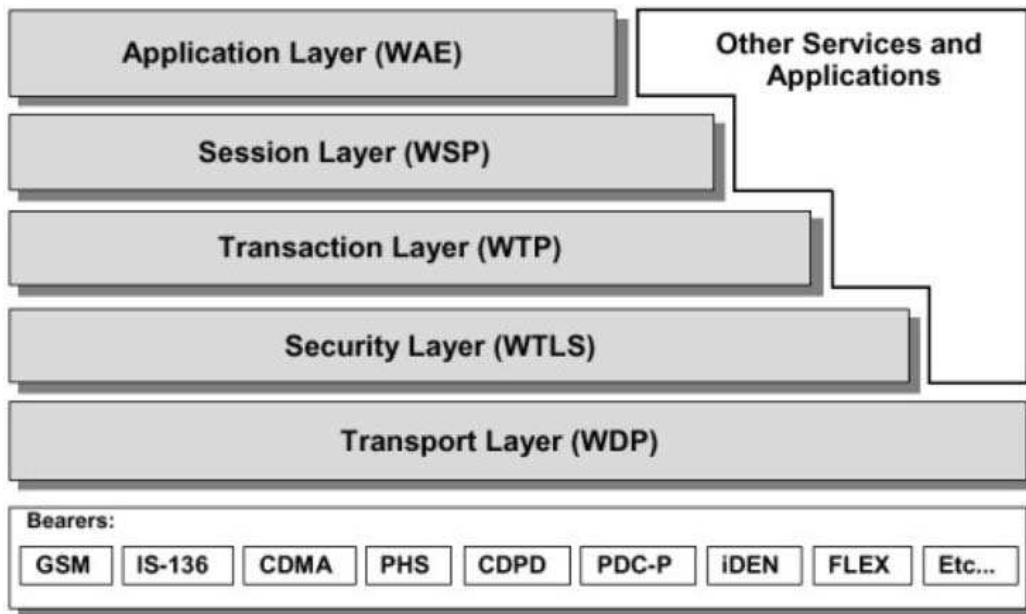 Application Layer (WAE)
Other Services and
Applications
Session Layer (WSP)
Transaction Layer (WTP)
Security Layer (WTLS)
Transport Layer (WDP)
Bearers:
GSM IS-136 CDMA PHS CDPD PDC-P iDEN FLEX Etc...